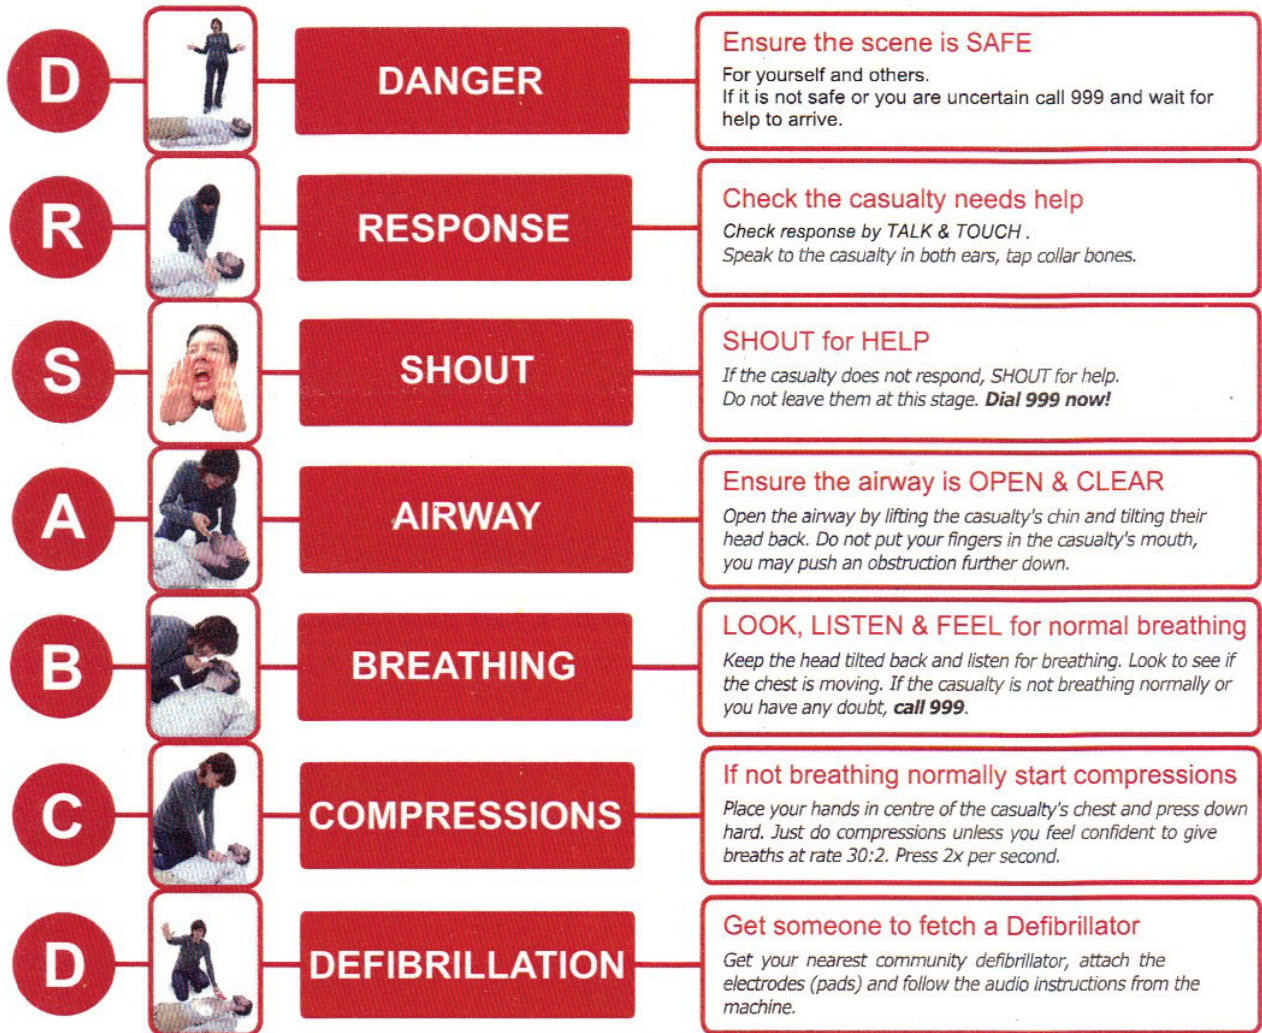 D
DANGER
Ensure the scene is SAFE
For yourself and others.
If it is not safe or you are uncertain call 999 and wait for
help to arrive.
R
RESPONSE
Check the casualty needs help
Check response by TALK & TOUCH .
Speak to the casualty in both ears, tap collar bones.
S
SHOUT
SHOUT for HELP
If the casualty does not respond, SHOUT for help.
Do not leave them at this stage. Dial 999 now!
A
AIRWAY
Ensure the airway is OPEN & CLEAR
Open the airway by lifting the casualty's chin and tilting their
head back. Do not put your fingers in the casualty's mouth,
you may push an obstruction further down.
B
BREATHING
LOOK, LISTEN & FEEL for normal breathing
Keep the head tilted back and listen for breathing. Look to see if
the chest is moving. If the casualty is not breathing normally or
you have any doubt, call 999.
C
COMPRESSIONS
If not breathing normally start compressions
Place your hands in centre of the casualty's chest and press down
hard. Just do compressions unless you feel confident to give
breaths at rate 30:2. Press 2x per second.
D
DEFIBRILLATION
Get someone to fetch a Defibrillator
Get your nearest community defibrillator, attach the
electrodes (pads) and follow the audio instructions from the
machine.